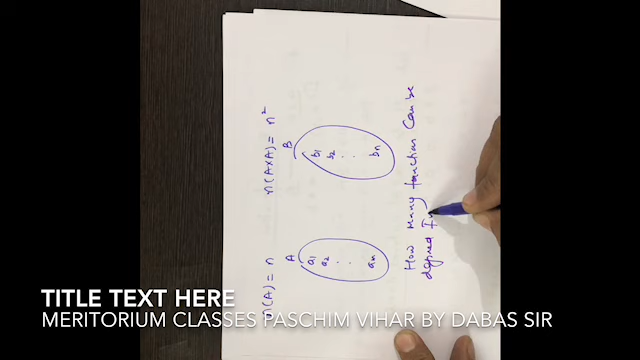 n(A) = n        n(A×A) = n²
A        B
a1        b1
a2        b2
.        .
.        .
an        bn
How many function can be
defined
TITLE TEXT HERE
MERITORIUM CLASSES PASCHIM VIHAR BY DABAS SIR